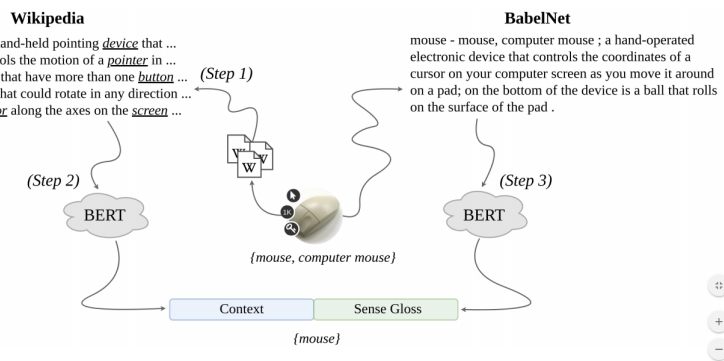 Wikipedia
and-held pointing device that ...
ols the motion of a pointer in ...
that have more than one button ...
hat could rotate in any direction ...
or along the axes on the screen ...
(Step 1)
BabelNet
mouse - mouse, computer mouse ; a hand-operated
electronic device that controls the coordinates of a
cursor on your computer screen as you move it around
on a pad; on the bottom of the device is a ball that rolls
on the surface of the pad .
W
W
W
(Step 2)
(Step 3)
BERT
1K
BERT
{mouse, computer mouse}
Context
Sense Gloss
{mouse}